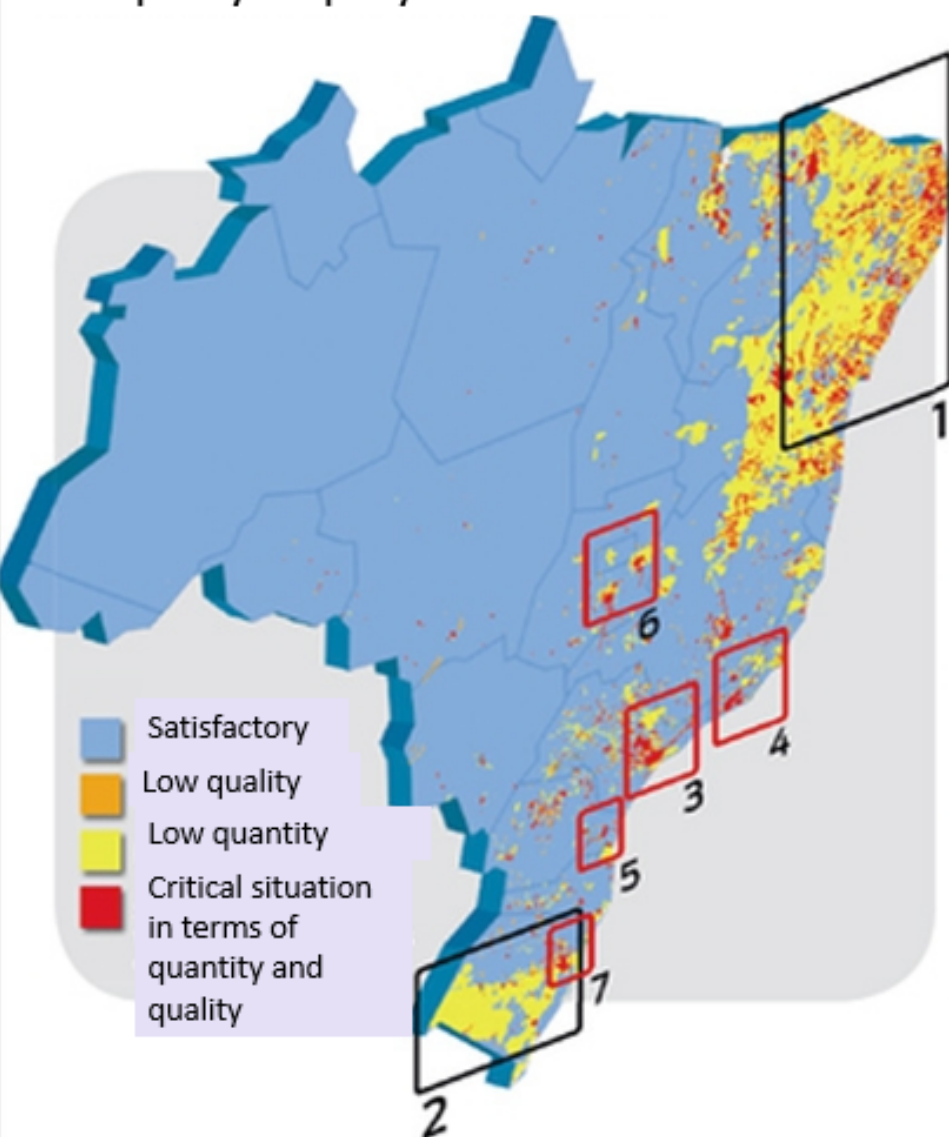 1
6
4
3
5
7
2
Satisfactory
Low quality
Low quantity
Critical situation
in terms of
quantity and
quality